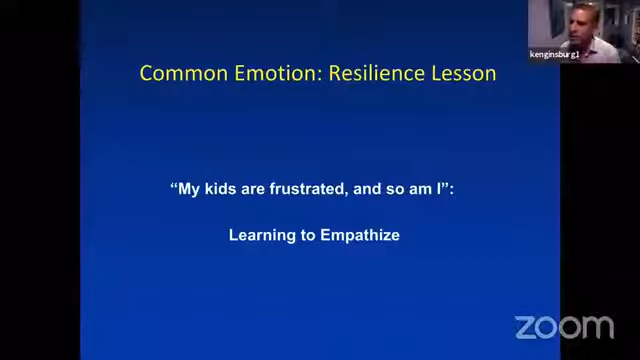 kenginsburg1
Common Emotion: Resilience Lesson
“My kids are frustrated, and so am I”:
Learning to Empathize
zoom